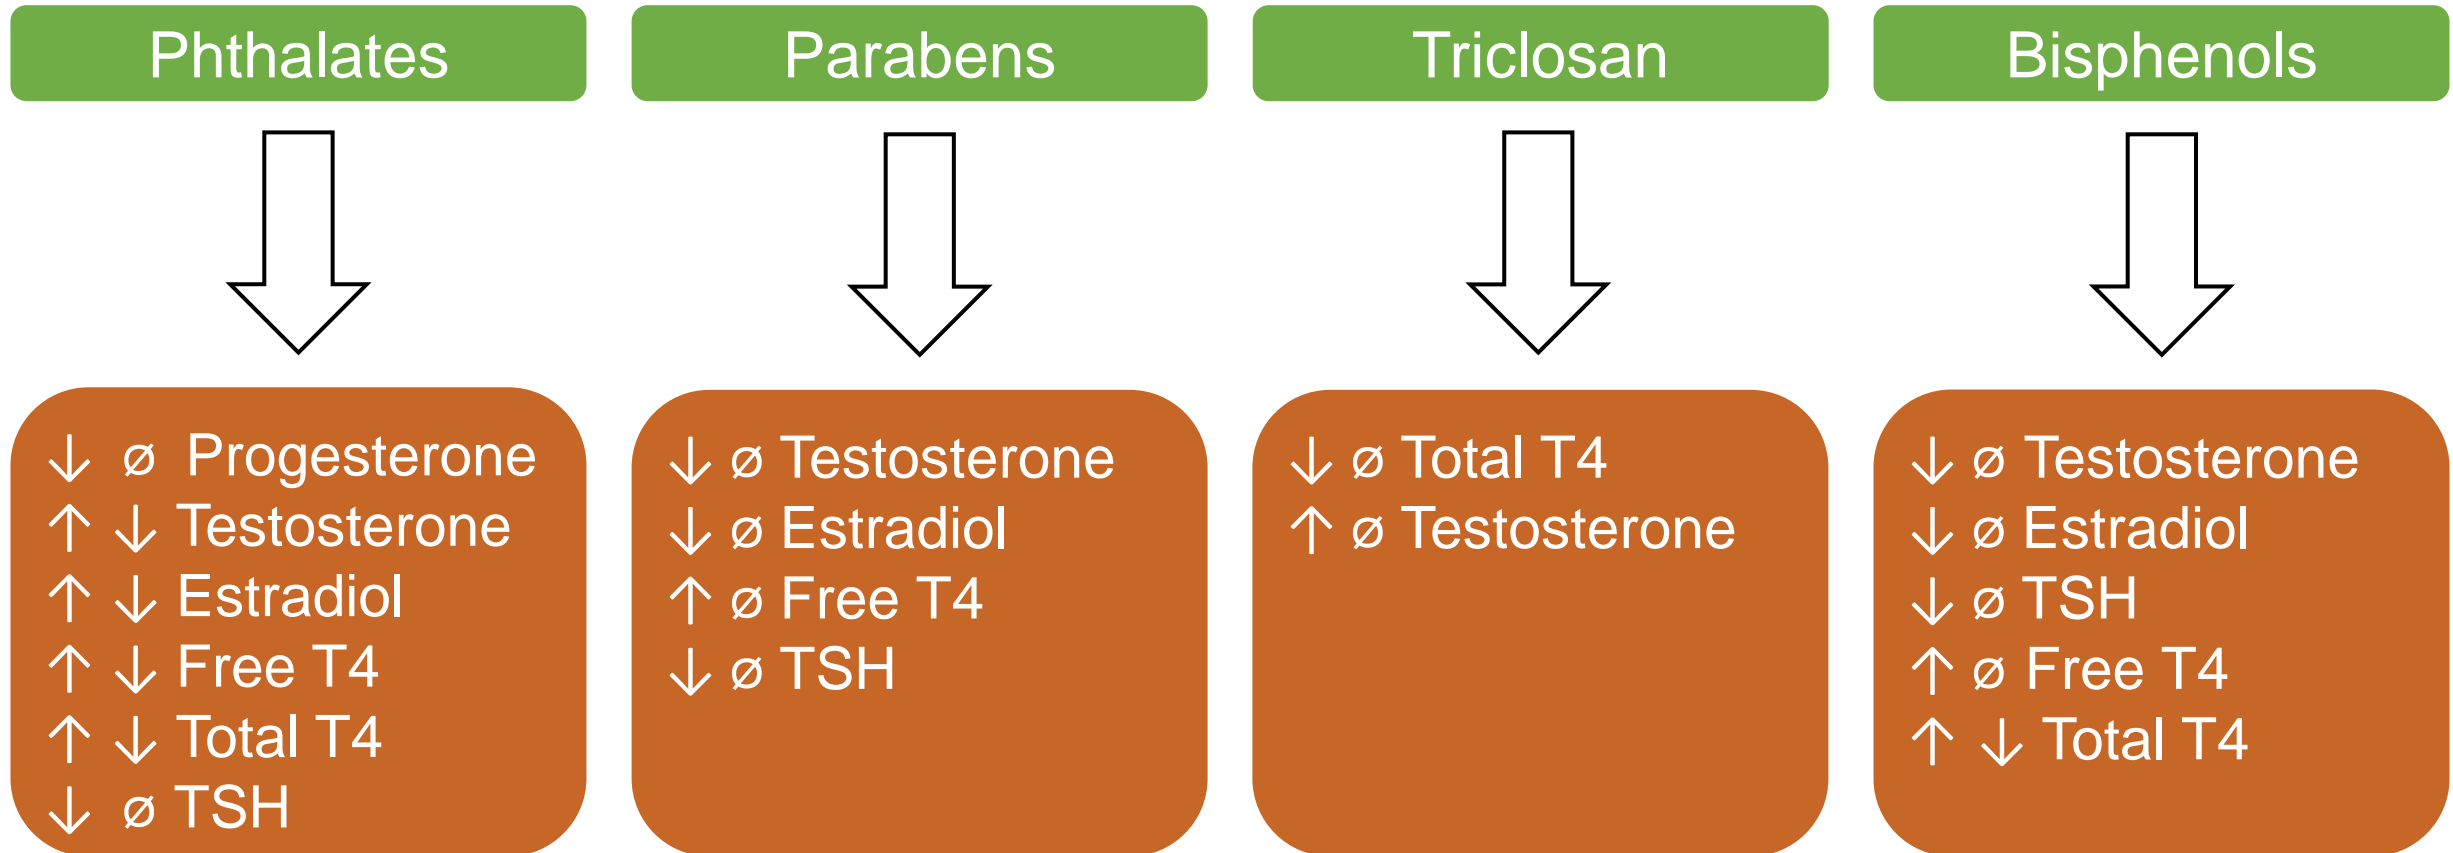 Phthalates
↓ ø Progesterone
↑ ↓ Testosterone
↑ ↓ Estradiol
↑ ↓ Free T4
↑ ↓ Total T4
↓ ø TSH
Parabens
↓ ø Testosterone
↓ ø Estradiol
↑ ø Free T4
↓ ø TSH
Triclosan
↓ ø Total T4
↑ ø Testosterone
Bisphenols
↓ ø Testosterone
↓ ø Estradiol
↓ ø TSH
↑ ø Free T4
↑ ↓ Total T4